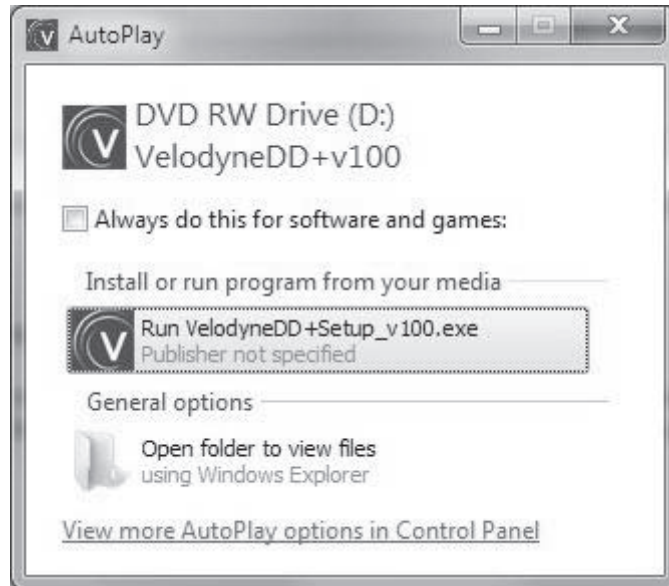 AutoPlay
DVD RW Drive (D:)
VelodyneDD+v100
Always do this for software and games:
Install or run program from your media
Run VelodyneDD+Setup_v100.exe
Publisher not specified
General options
Open folder to view files
using Windows Explorer
View more AutoPlay options in Control Panel